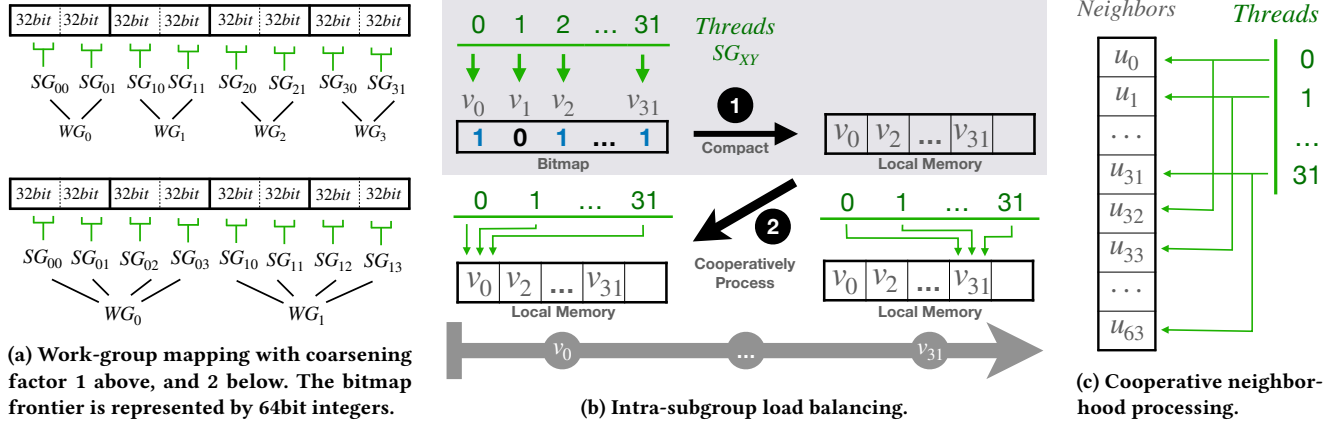 32bit 32bit 32bit 32bit 32bit 32bit 32bit 32bit
SG00 SG01 SG10 SG11 SG20 SG21 SG30 SG31
WG0 WG1 WG2 WG3
32bit 32bit 32bit 32bit 32bit 32bit 32bit 32bit
SG00 SG01 SG02 SG03 SG10 SG11 SG12 SG13
WG0 WG1
(a) Work-group mapping with coarsening
factor 1 above, and 2 below. The bitmap
frontier is represented by 64bit integers.
0 1 2 ... 31
Threads
SGXY
v0 v1 v2 v31
1 0 1 ... 1
Bitmap
1
Compact
v0 v2 ... v31
Local Memory
0 1 ... 31
v0 v2 ... v31
Local Memory
2
Cooperatively
Process
0 1 ... 31
v0 v2 ... v31
Local Memory
v0 ... v31
(b) Intra-subgroup load balancing.
Neighbors Threads
u0 0
u1 1
... ...
u31 31
u32
u33
...
u63
(c) Cooperative neighbor-
hood processing.